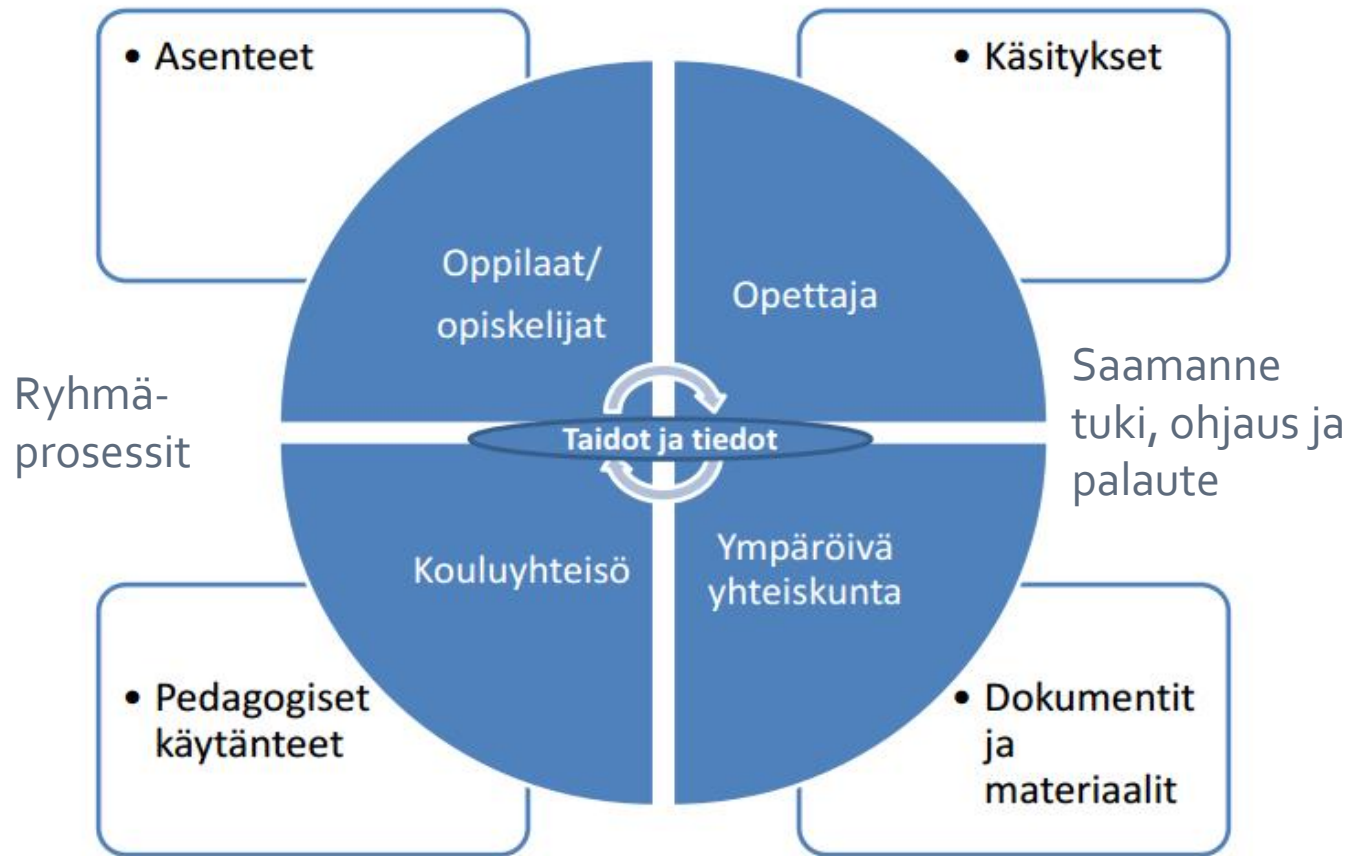 • Asenteet
• Käsitykset
Oppilaat/
opiskelijat
Opettaja
Ryhmä-
prosessit
Saamanne
tuki, ohjaus ja
palaute
Taidot ja tiedot
Kouluyhteisö
Ympäröivä
yhteiskunta
• Pedagogiset
käytänteet
• Dokumentit
ja
materiaalit